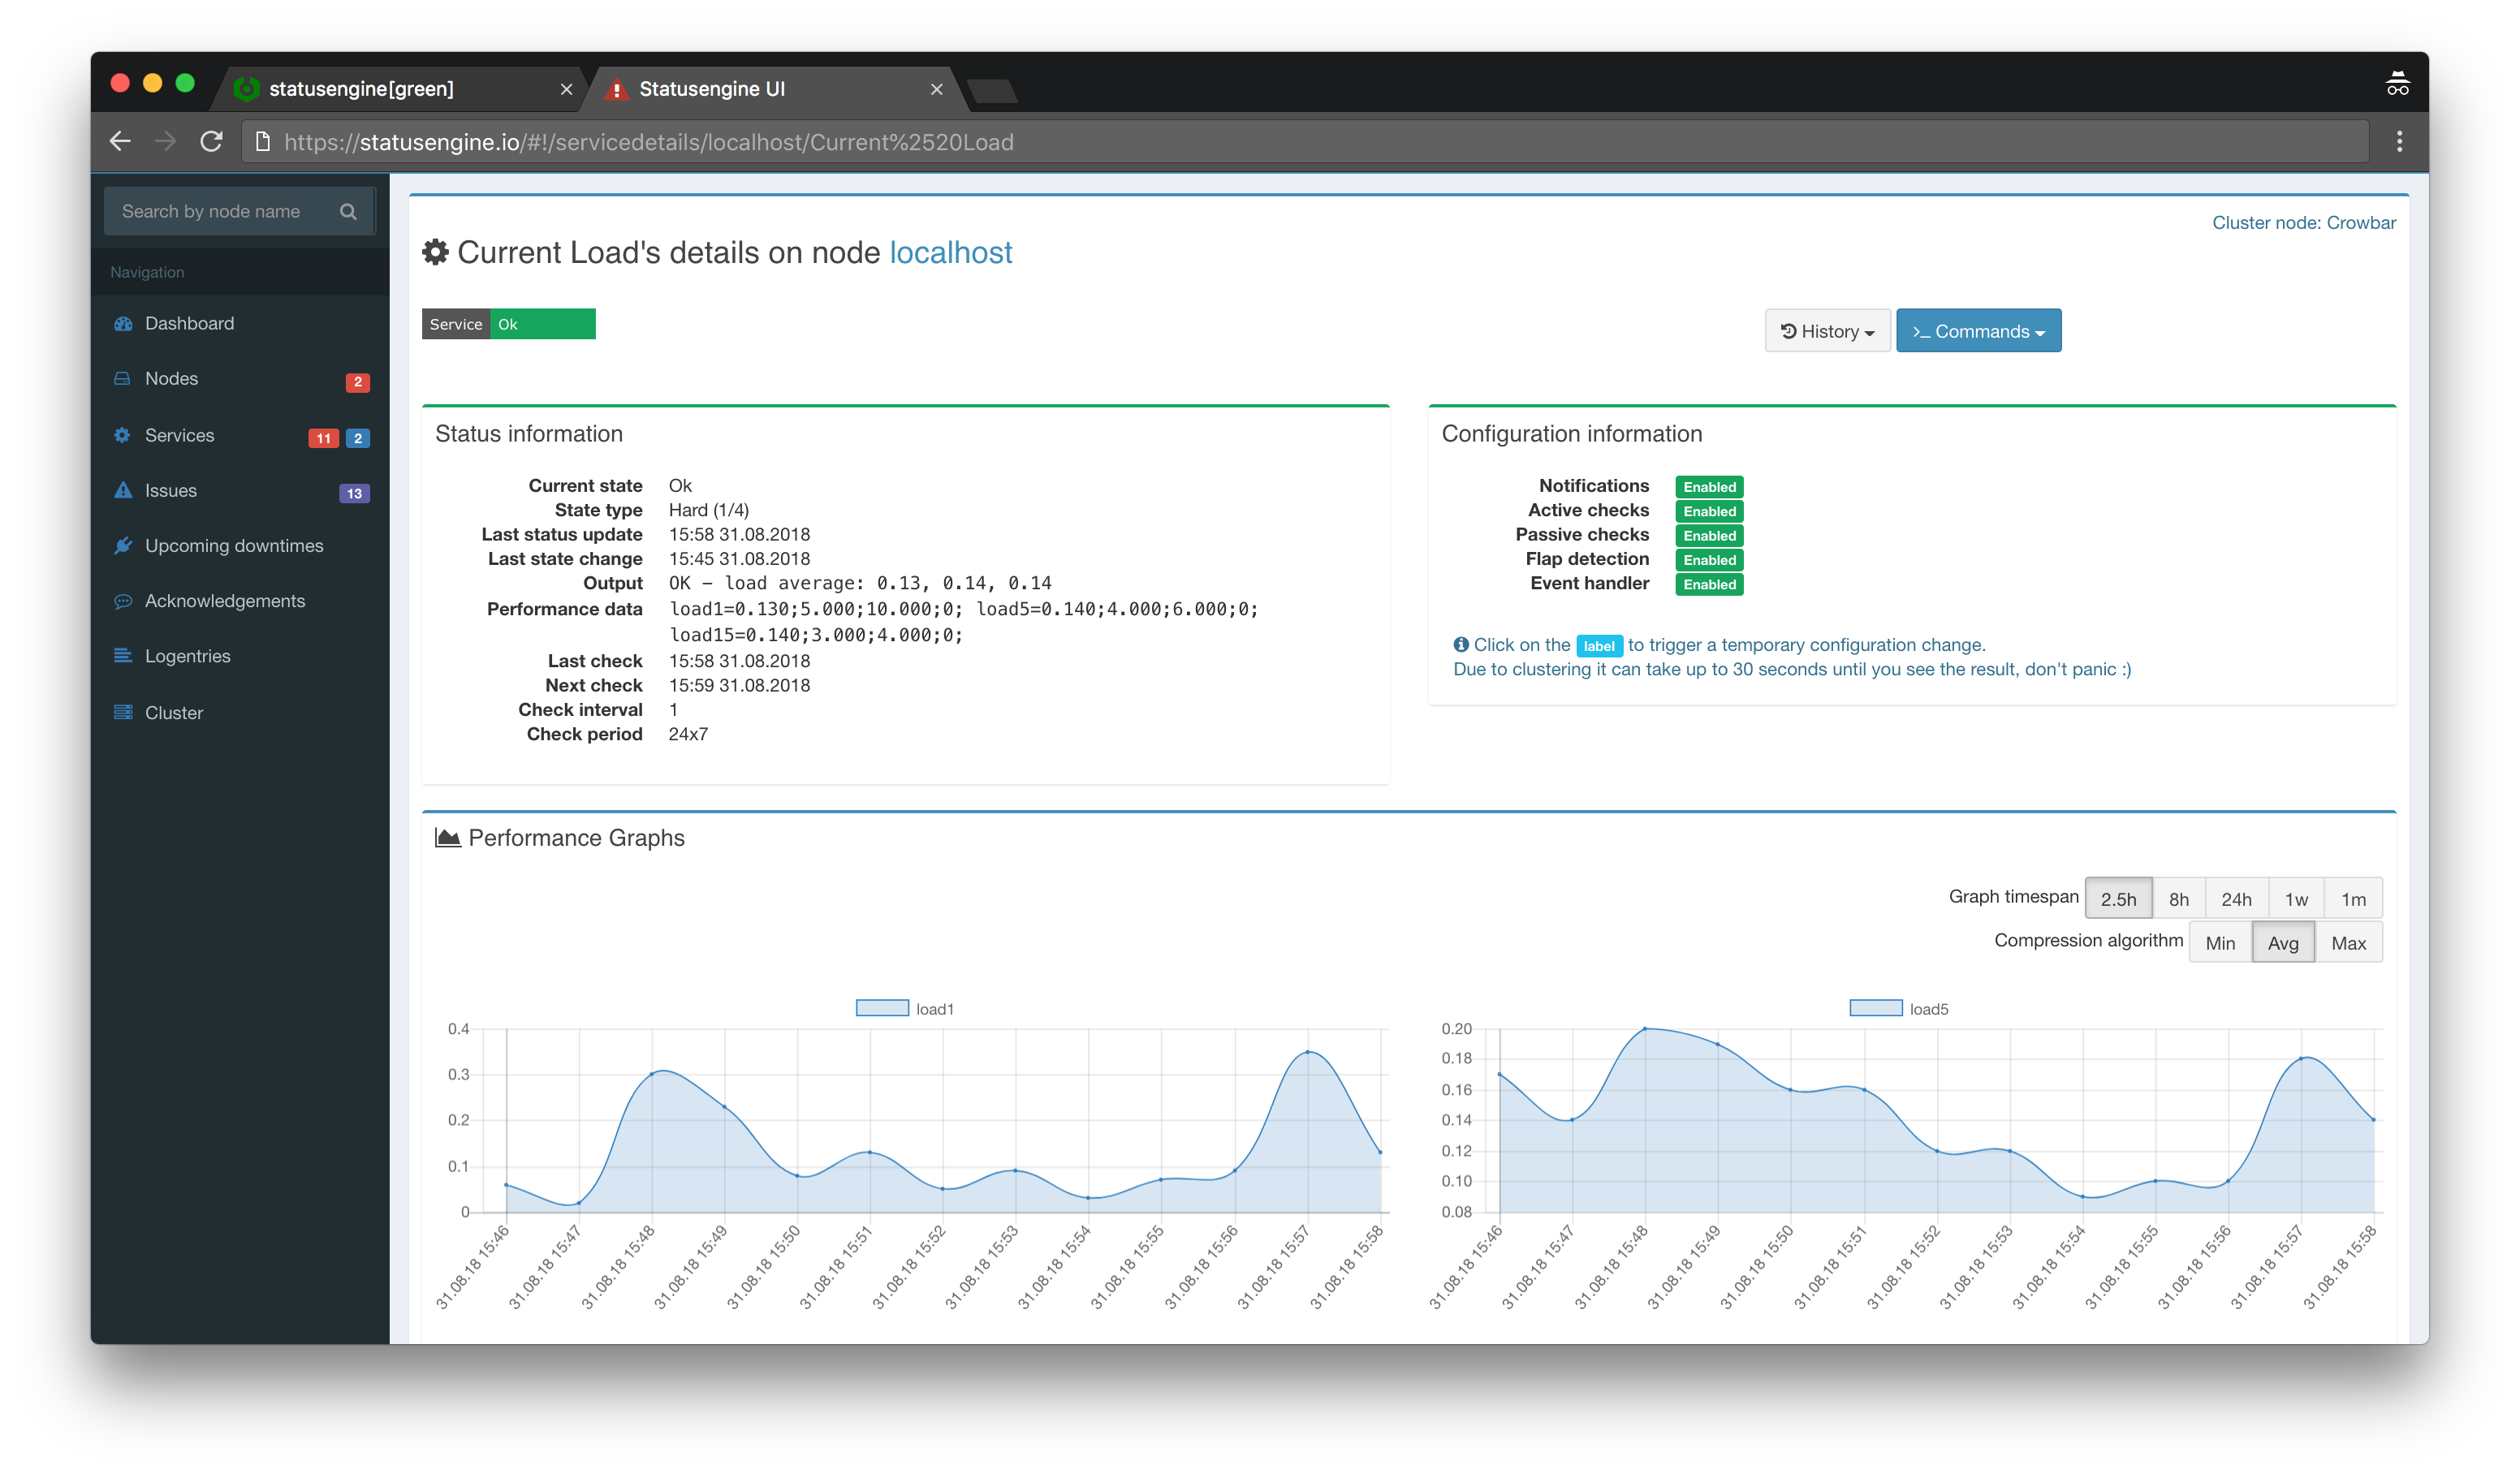 statusengine[green]
Statusengine UI
https://statusengine.io/#!/servicedetails/localhost/Current%2520Load
Search by node name
Navigation
Dashboard
Nodes 2
Services 11 2
Issues 13
Upcoming downtimes
Acknowledgements
Logentries
Cluster
Cluster node: Crowbar
Current Load's details on node localhost
Service Ok
History
>_ Commands
Status information
Current state Ok
State type Hard (1/4)
Last status update 15:58 31.08.2018
Last state change 15:45 31.08.2018
Output OK – load average: 0.13, 0.14, 0.14
Performance data load1=0.130;5.000;10.000;0; load5=0.140;4.000;6.000;0;
load15=0.140;3.000;4.000;0;
Last check 15:58 31.08.2018
Next check 15:59 31.08.2018
Check interval 1
Check period 24x7
Configuration information
Notifications Enabled
Active checks Enabled
Passive checks Enabled
Flap detection Enabled
Event handler Enabled
Click on the label to trigger a temporary configuration change.
Due to clustering it can take up to 30 seconds until you see the result, don't panic :)
Performance Graphs
Graph timespan 2.5h 8h 24h 1w 1m
Compression algorithm Min Avg Max
load1
0.4
0.3
0.2
0.1
0
31.08.18 15:46
31.08.18 15:47
31.08.18 15:48
31.08.18 15:49
31.08.18 15:50
31.08.18 15:51
31.08.18 15:52
31.08.18 15:53
31.08.18 15:54
31.08.18 15:55
31.08.18 15:56
31.08.18 15:57
31.08.18 15:58
load5
0.20
0.18
0.16
0.14
0.12
0.10
0.08
31.08.18 15:46
31.08.18 15:47
31.08.18 15:48
31.08.18 15:49
31.08.18 15:50
31.08.18 15:51
31.08.18 15:52
31.08.18 15:53
31.08.18 15:54
31.08.18 15:55
31.08.18 15:56
31.08.18 15:57
31.08.18 15:58